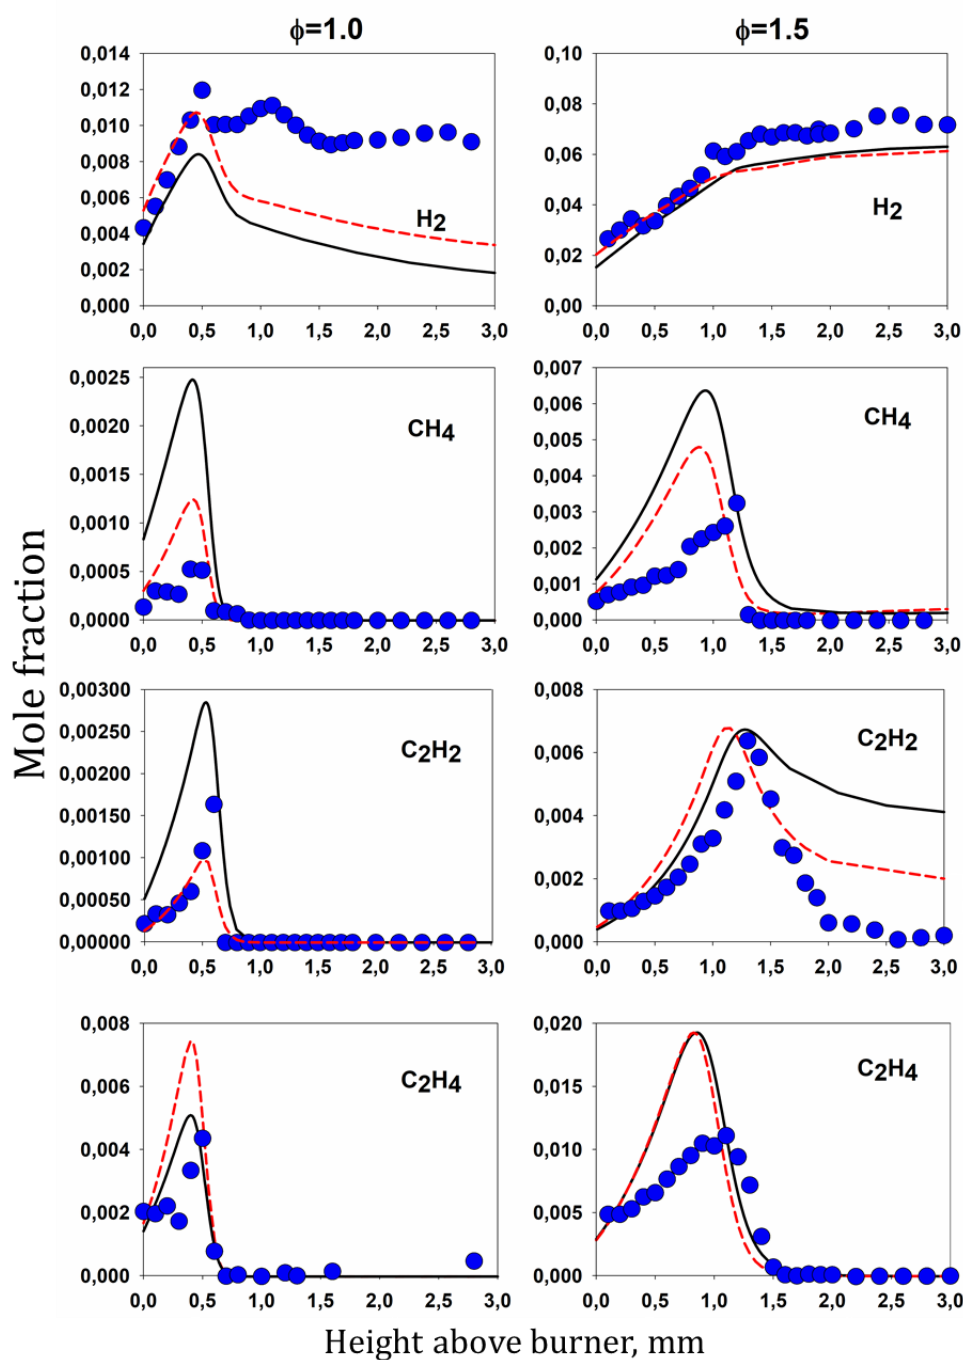 ϕ=1.0
ϕ=1.5
Mole fraction
0,014
0,012
0,010
0,008
0,006
0,004
0,002
0,000
H2
0,0 0,5 1,0 1,5 2,0 2,5 3,0
0,10
0,08
0,06
0,04
0,02
0,00
H2
0,0 0,5 1,0 1,5 2,0 2,5 3,0
0,0025
0,0020
0,0015
0,0010
0,0005
0,0000
CH4
0,0 0,5 1,0 1,5 2,0 2,5 3,0
0,007
0,006
0,005
0,004
0,003
0,002
0,001
0,000
CH4
0,0 0,5 1,0 1,5 2,0 2,5 3,0
0,00300
0,00250
0,00200
0,00150
0,00100
0,00050
0,00000
C2H2
0,0 0,5 1,0 1,5 2,0 2,5 3,0
0,008
0,006
0,004
0,002
0,000
C2H2
0,0 0,5 1,0 1,5 2,0 2,5 3,0
0,008
0,006
0,004
0,002
0,000
C2H4
0,0 0,5 1,0 1,5 2,0 2,5 3,0
0,020
0,015
0,010
0,005
0,000
C2H4
0,0 0,5 1,0 1,5 2,0 2,5 3,0
Height above burner, mm